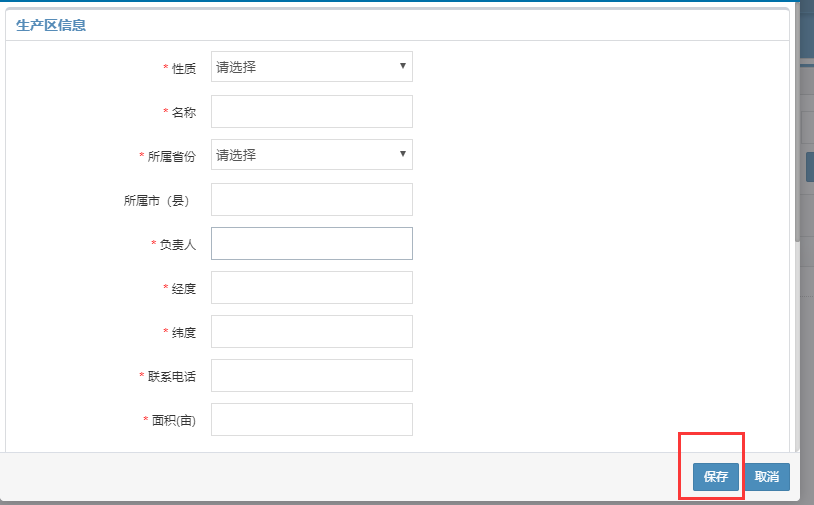 生产区信息
* 性质 请选择
* 名称
* 所属省份 请选择
所属市（县）
* 负责人
* 经度
* 纬度
* 联系电话
* 面积(亩)
保存 取消